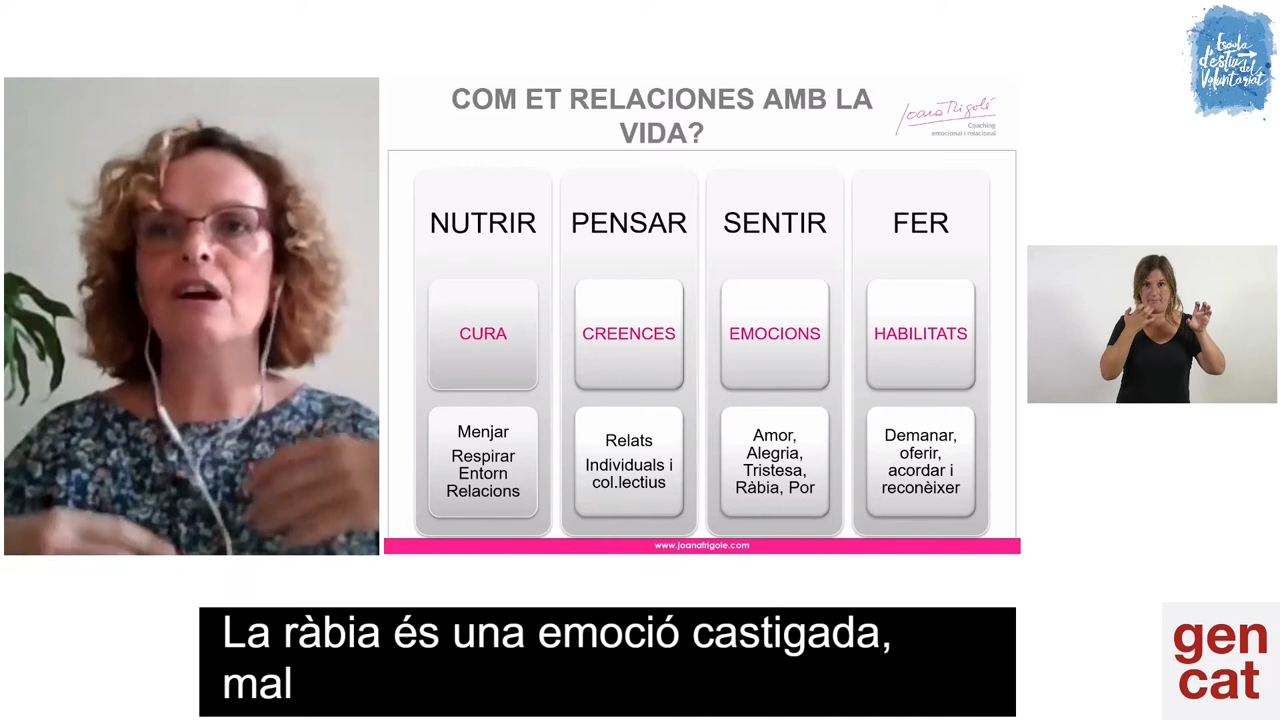 Escola
d'estiu
del
Voluntariat
COM ET RELACIONES AMB LA
VIDA?
Joana Frigolé
Coaching
emocional i relacional
NUTRIR
PENSAR
SENTIR
FER
CURA
CREENCES
EMOCIONS
HABILITATS
Menjar
Respirar
Entorn
Relacions
Relats
Individuals i
col.lectius
Amor,
Alegria,
Tristesa,
Ràbia, Por
Demanar,
oferir,
acordar i
reconèixer
www.joanafrigole.com
La ràbia és una emoció castigada,
mal
gen
cat